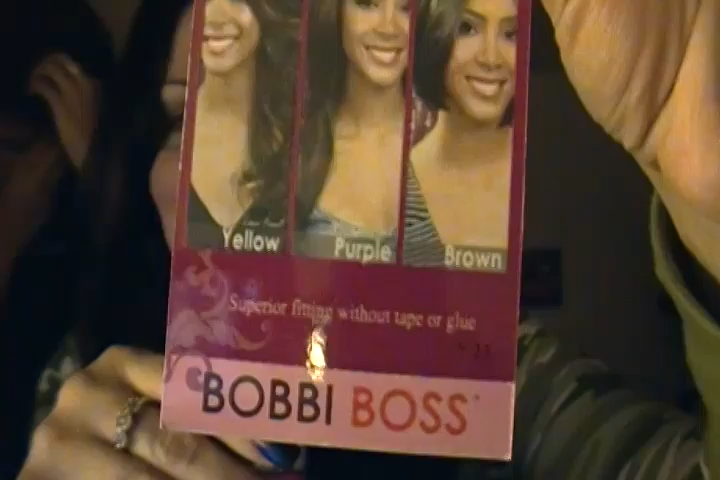 Yellow Purple Brown
Superior fitting without tape or glue
BOBBI BOSS